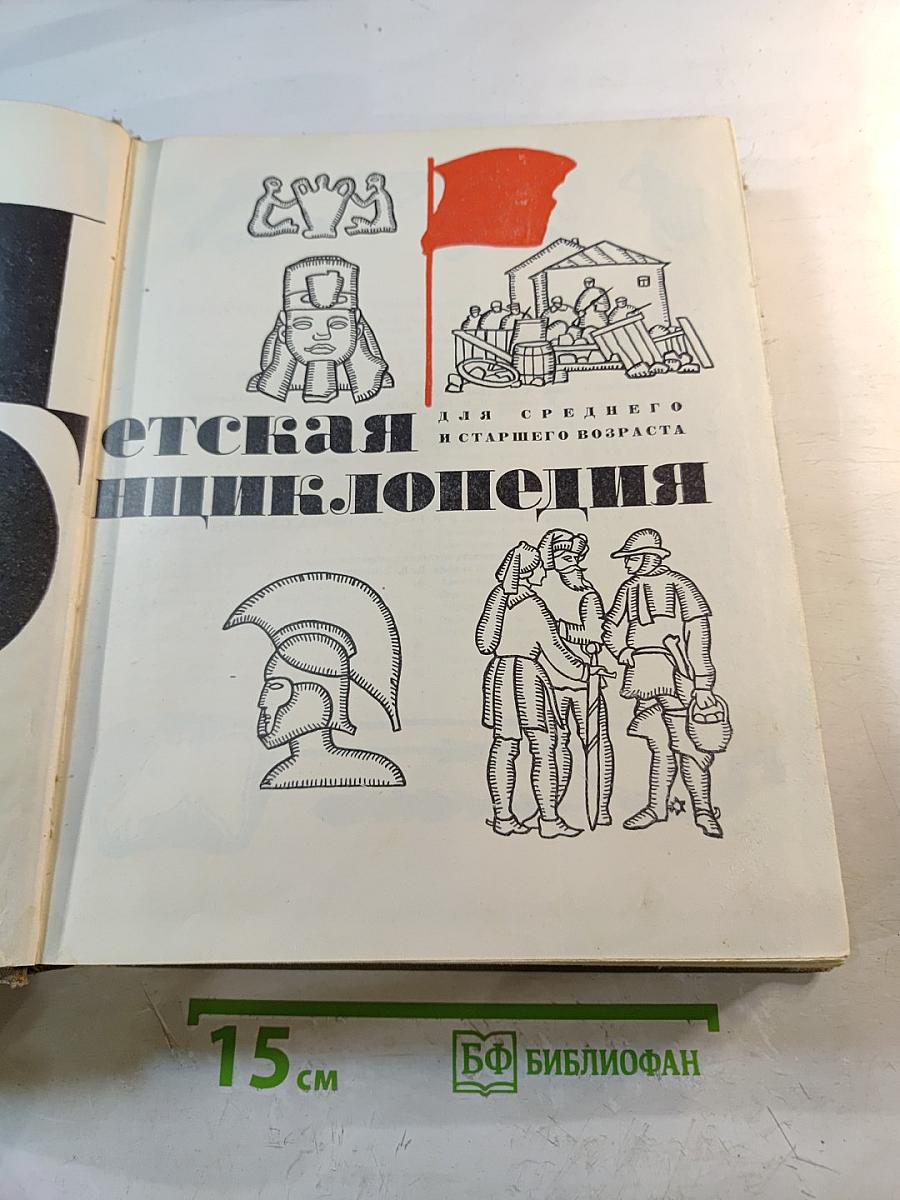 ДЛЯ СРЕДНЕГО
И СТАРШЕГО ВОЗРАСТА
етская
нциклопедия
15 см
БФ БИБЛИОФАН